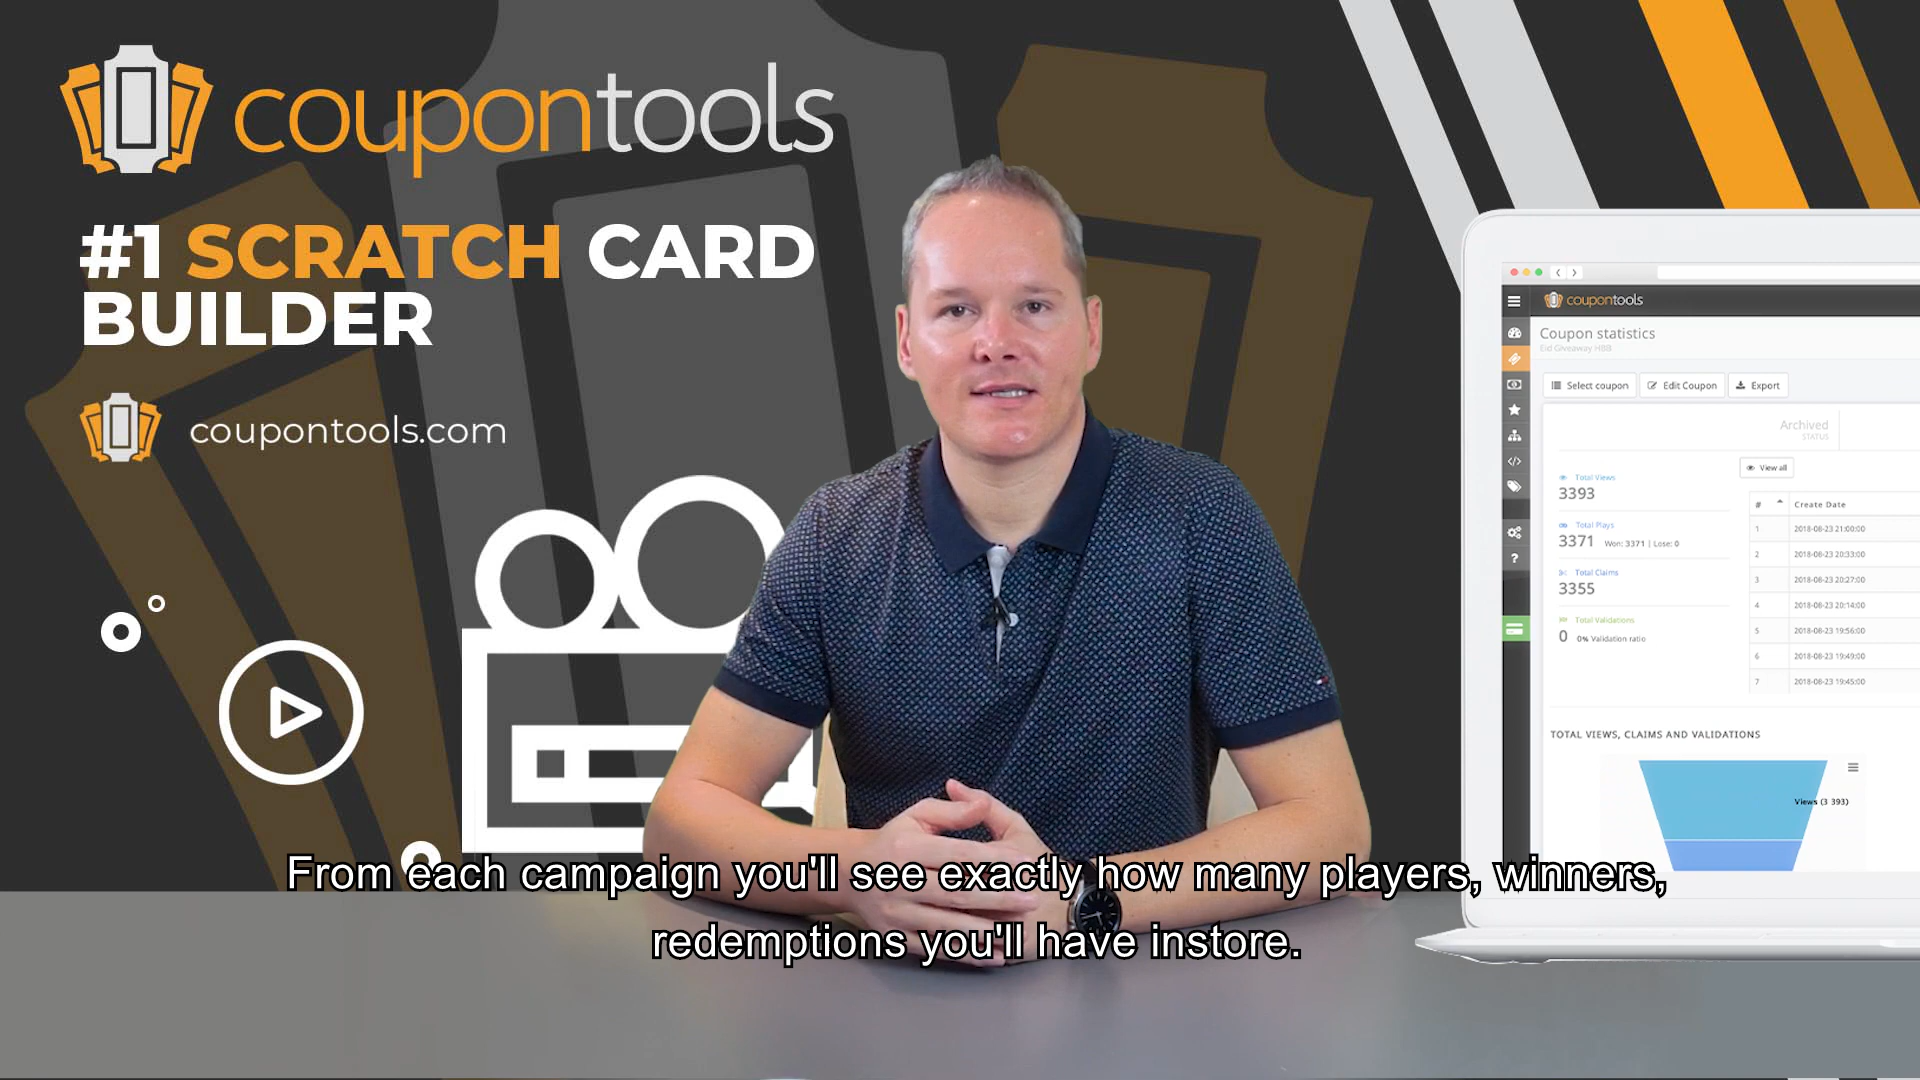 coupontools
#1 SCRATCH CARD
BUILDER
coupontools.com
coupontools
Coupon statistics
Eid Giveaway HBB
Select coupon
Edit Coupon
Export
Archived
STATUS
View all
Total Views
3393
Total Plays
3371 Won: 3371 | Lose: 0
Total Claims
3355
Total Validations
0 0% Validation ratio
# Create Date
1 2018-08-23 21:00:00
2 2018-08-23 20:33:00
3 2018-08-23 20:27:00
4 2018-08-23 20:14:00
5 2018-08-23 19:56:00
6 2018-08-23 19:49:00
7 2018-08-23 19:45:00
TOTAL VIEWS, CLAIMS AND VALIDATIONS
Views (3 393)
From each campaign you'll see exactly how many players, winners,
redemptions you'll have instore.